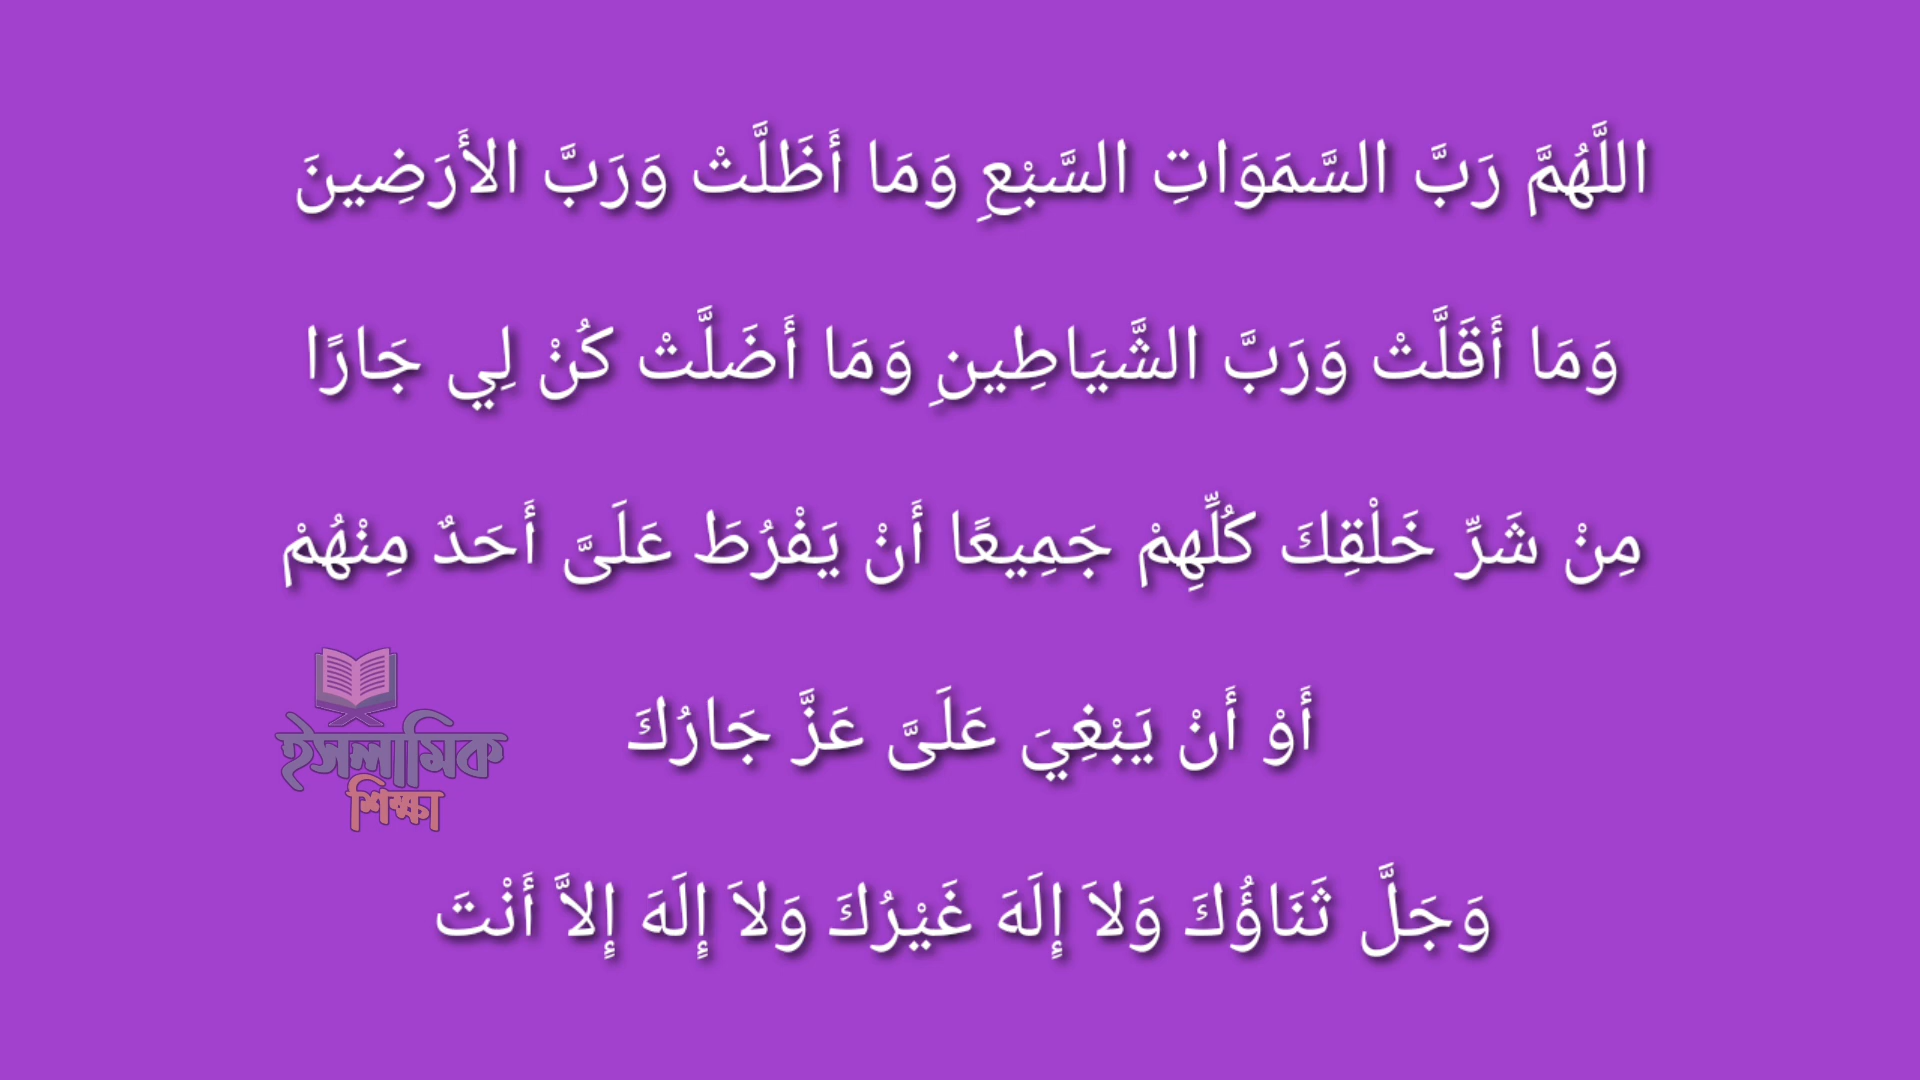 اللَّهُمَّ رَبَّ السَّمَوَاتِ السَّبْعِ وَمَا أَظَلَّتْ وَرَبَّ الأَرَضِينَ
وَمَا أَقَلَّتْ وَرَبَّ الشَّيَاطِينِ وَمَا أَضَلَّتْ كُنْ لِي جَارًا
مِنْ شَرِّ خَلْقِكَ كُلِّهِمْ جَمِيعًا أَنْ يَفْرُطَ عَلَىَّ أَحَدٌ مِنْهُمْ
أَوْ أَنْ يَبْغِيَ عَلَىَّ عَزَّ جَارُكَ
ইসলামিক
শিক্ষা
وَجَلَّ ثَنَاؤُكَ وَلاَ إِلَهَ غَيْرُكَ وَلاَ إِلَهَ إِلاَّ أَنْتَ